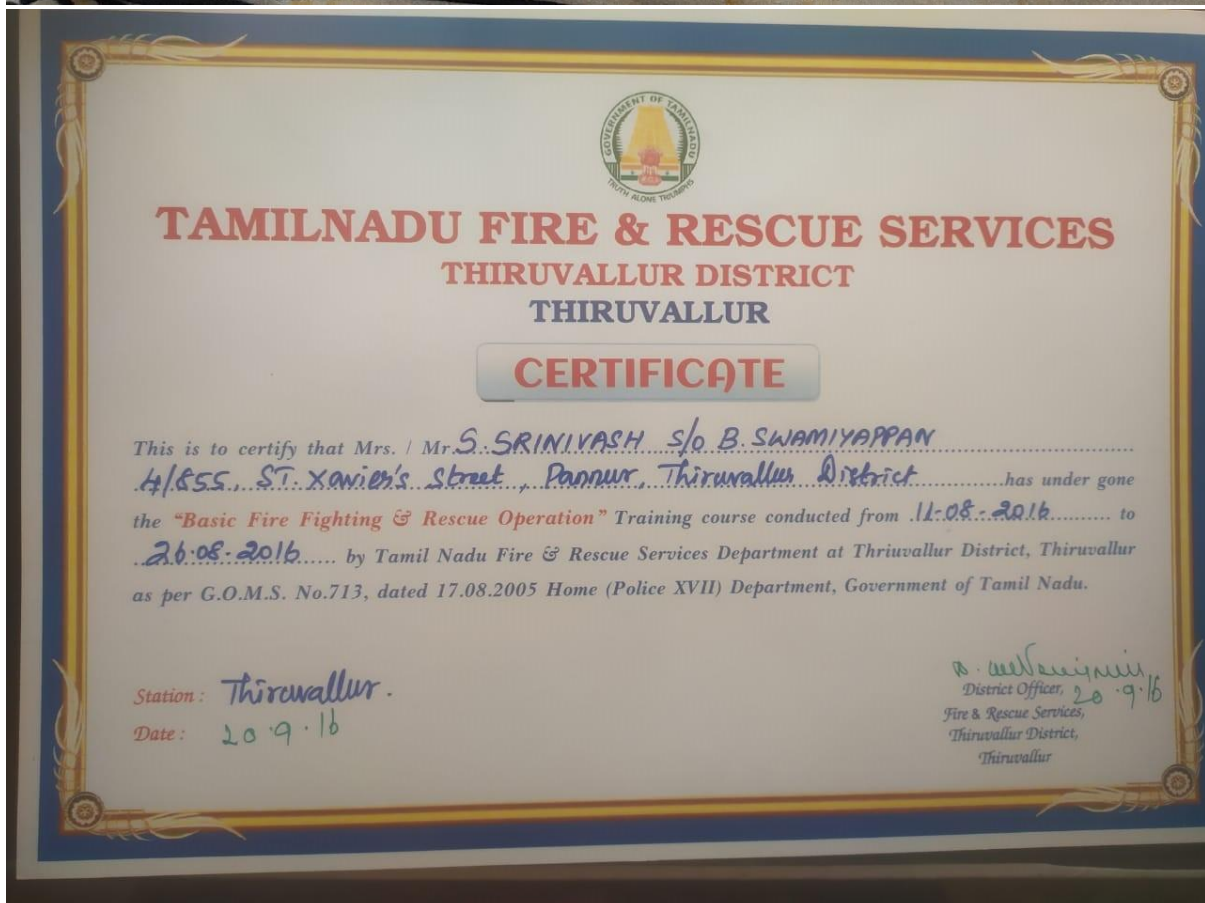 GOVERNMENT OF TAMILNADU
TRUTH ALONE TRIUMPHS
TAMILNADU FIRE & RESCUE SERVICES
THIRUVALLUR DISTRICT
THIRUVALLUR
CERTIFICATE
This is to certify that Mrs. / Mr. S. SRINIVASH S/o B. SWAMIYAPPAN
4/855, ST. Xavier's Street, Pannur, Thiruvallur District has under gone
the "Basic Fire Fighting & Rescue Operation" Training course conducted from 11-08-2016 to
26-08-2016 by Tamil Nadu Fire & Rescue Services Department at Thriuvallur District, Thiruvallur
as per G.O.M.S. No.713, dated 17.08.2005 Home (Police XVII) Department, Government of Tamil Nadu.
Station : Thiruvallur.
Date : 20.9.16
District Officer, 20.9.16
Fire & Rescue Services,
Thiruvallur District,
Thiruvallur